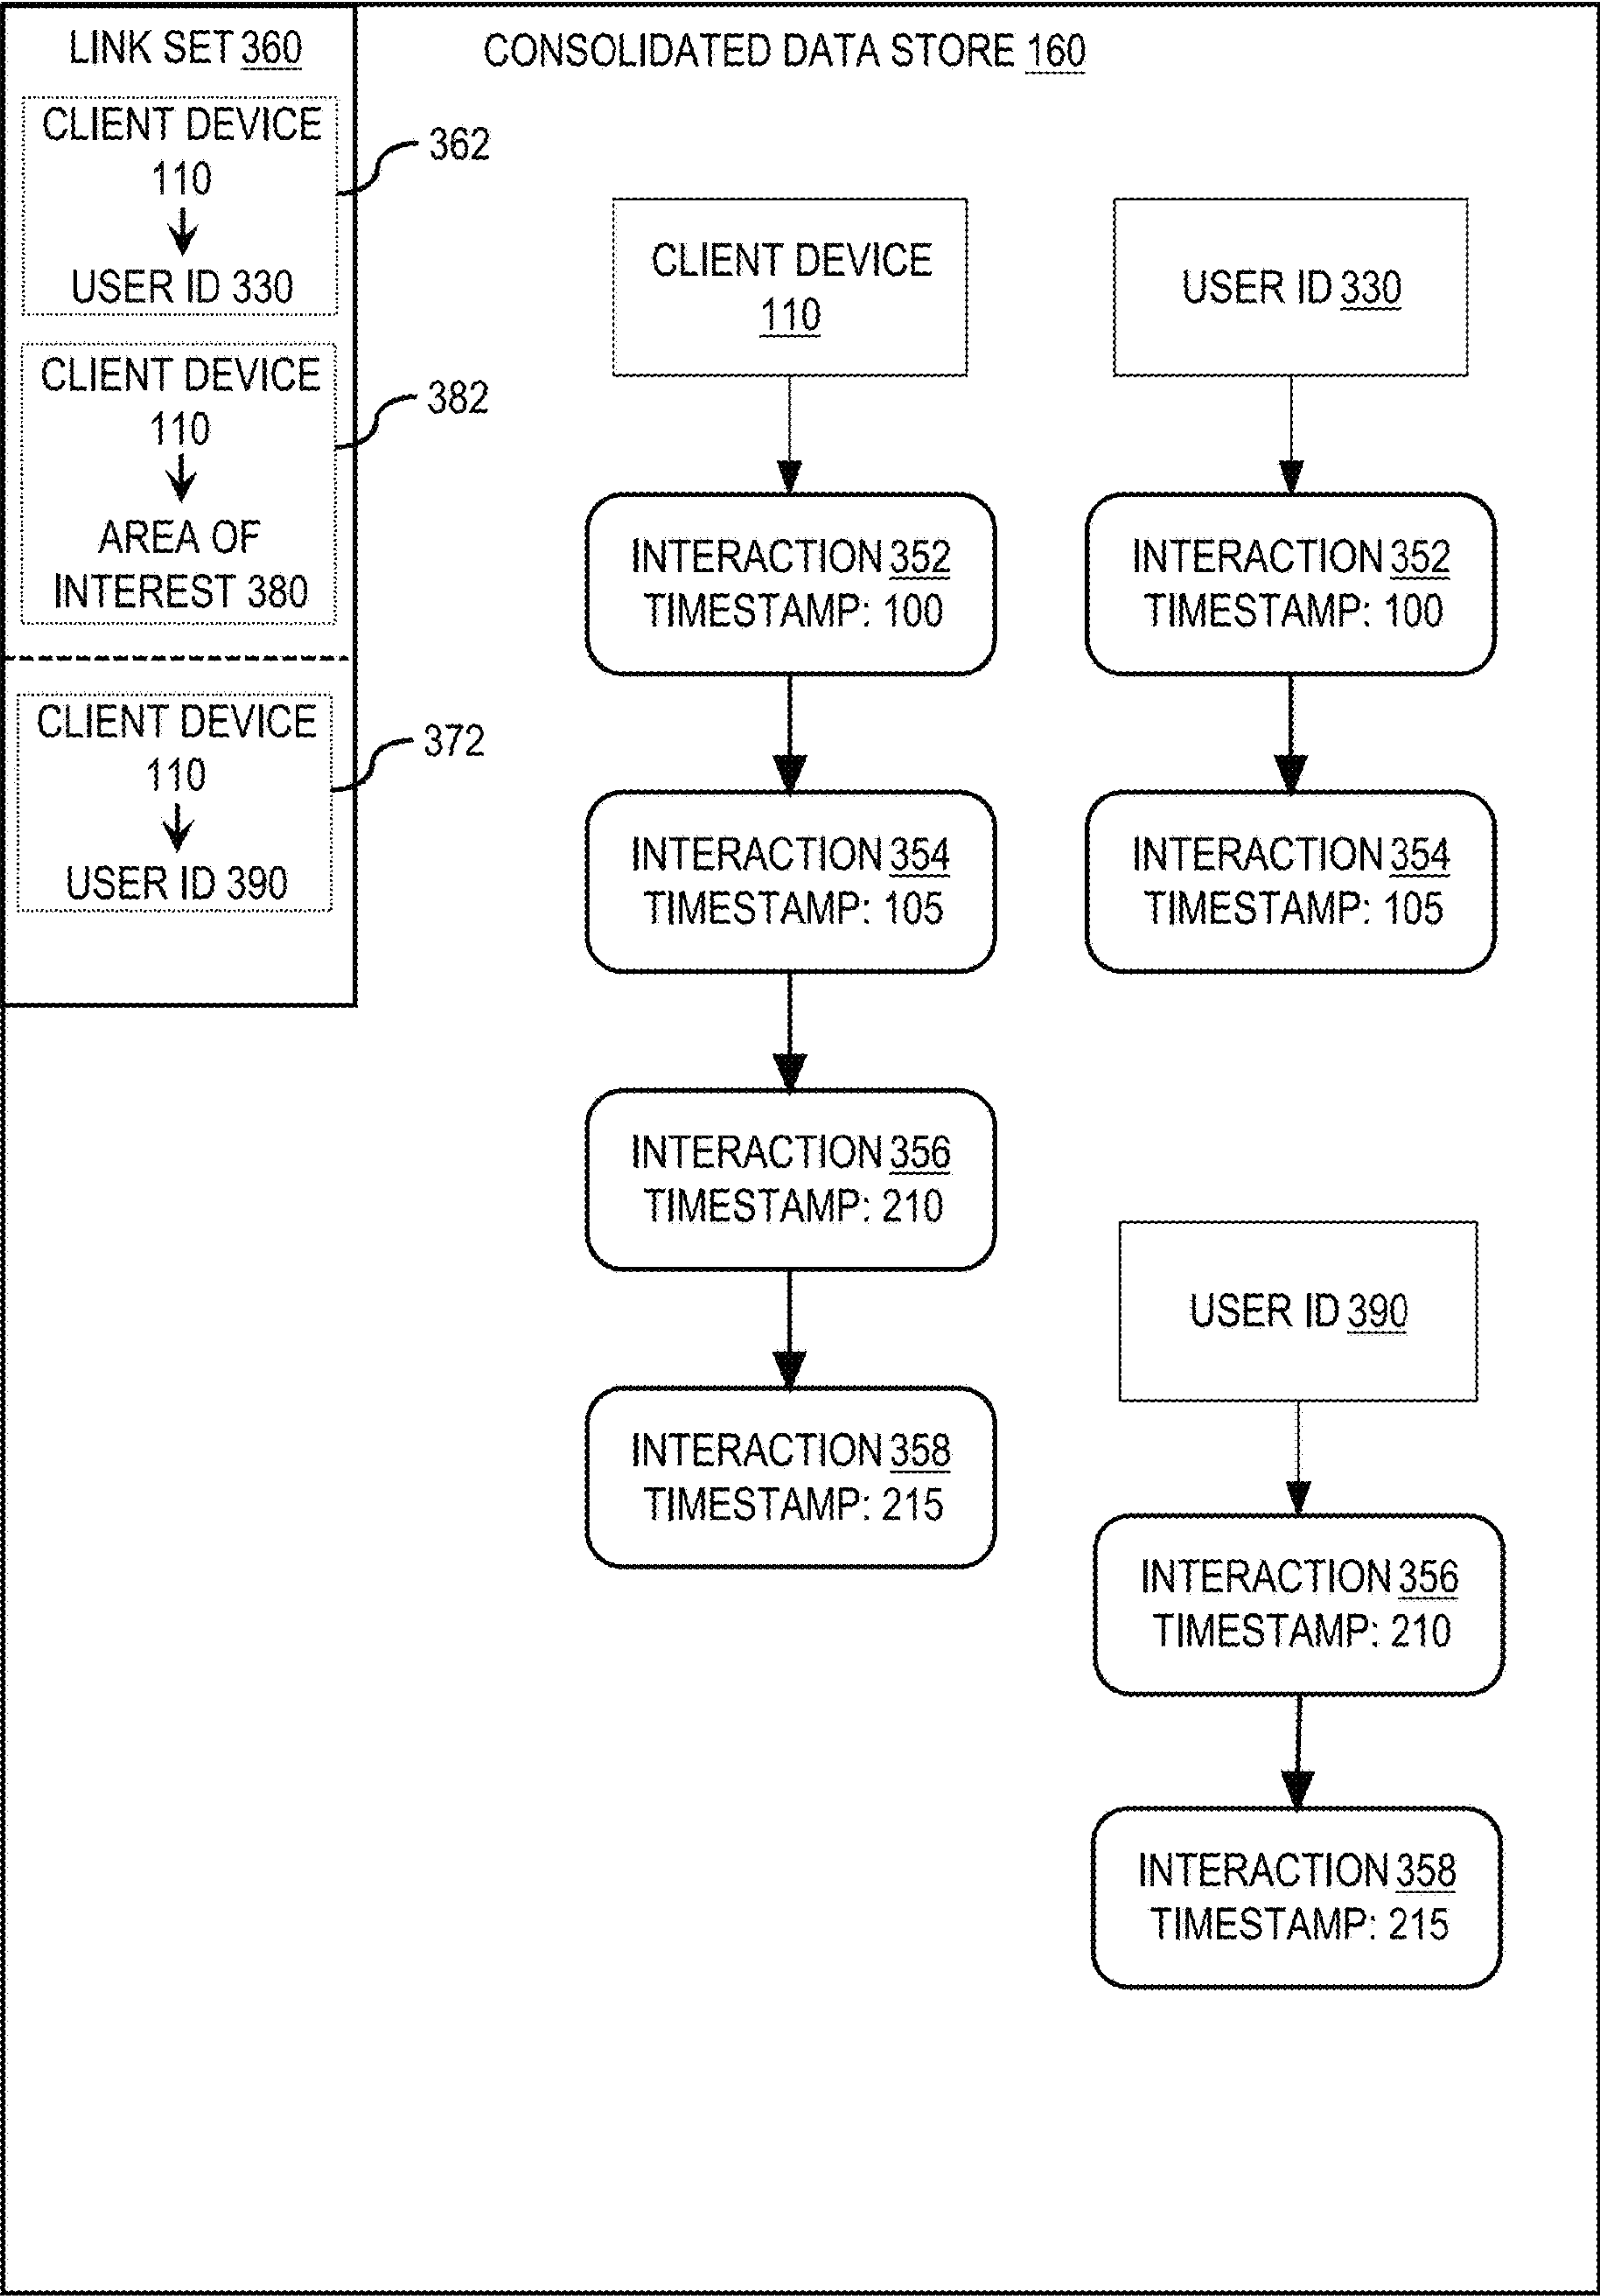 LINK SET 360
CLIENT DEVICE
110
USER ID 330
362
CLIENT DEVICE
110
AREA OF
INTEREST 380
382
CLIENT DEVICE
110
USER ID 390
372
CONSOLIDATED DATA STORE 160
CLIENT DEVICE
110
INTERACTION 352
TIMESTAMP: 100
INTERACTION 354
TIMESTAMP: 105
INTERACTION 356
TIMESTAMP: 210
INTERACTION 358
TIMESTAMP: 215
USER ID 330
INTERACTION 352
TIMESTAMP: 100
INTERACTION 354
TIMESTAMP: 105
USER ID 390
INTERACTION 356
TIMESTAMP: 210
INTERACTION 358
TIMESTAMP: 215